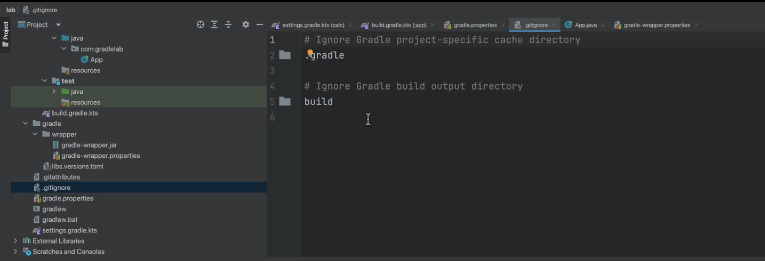 lab .gitignore
Project
Project
settings.gradle.kts (calc)
build.gradle.kts (:app)
gradle.properties
.gitignore
App.java
gradle-wrapper.properties
java
com.gradlelab
App
resources
test
java
resources
build.gradle.kts
gradle
wrapper
gradle-wrapper.jar
gradle-wrapper.properties
libs.versions.toml
.gitattributes
.gitignore
gradle.properties
gradlew
gradlew.bat
settings.gradle.kts
External Libraries
Scratches and Consoles
1 # Ignore Gradle project-specific cache directory
2 .gradle
3
4 # Ignore Gradle build output directory
5 build
6